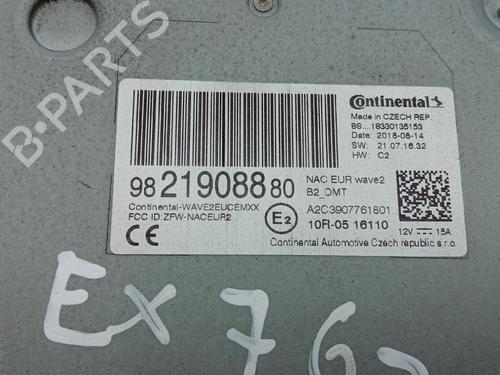 B-PARTS
Continental
Made in CZECH REP.
BS....18330135153
Date: 2018-08-14
SW: 21.07.16.32
HW: C2
98 219088 80
NAC EUR wave2
B2_DMT
Continental-WAVE2EUCEMXX
FCC ID:ZFW-NACEUR2
A2C3907761801
CE
E2
10R-05 16110
12V 15A
Continental Automotive Czech republic s.r.o.
EX 76